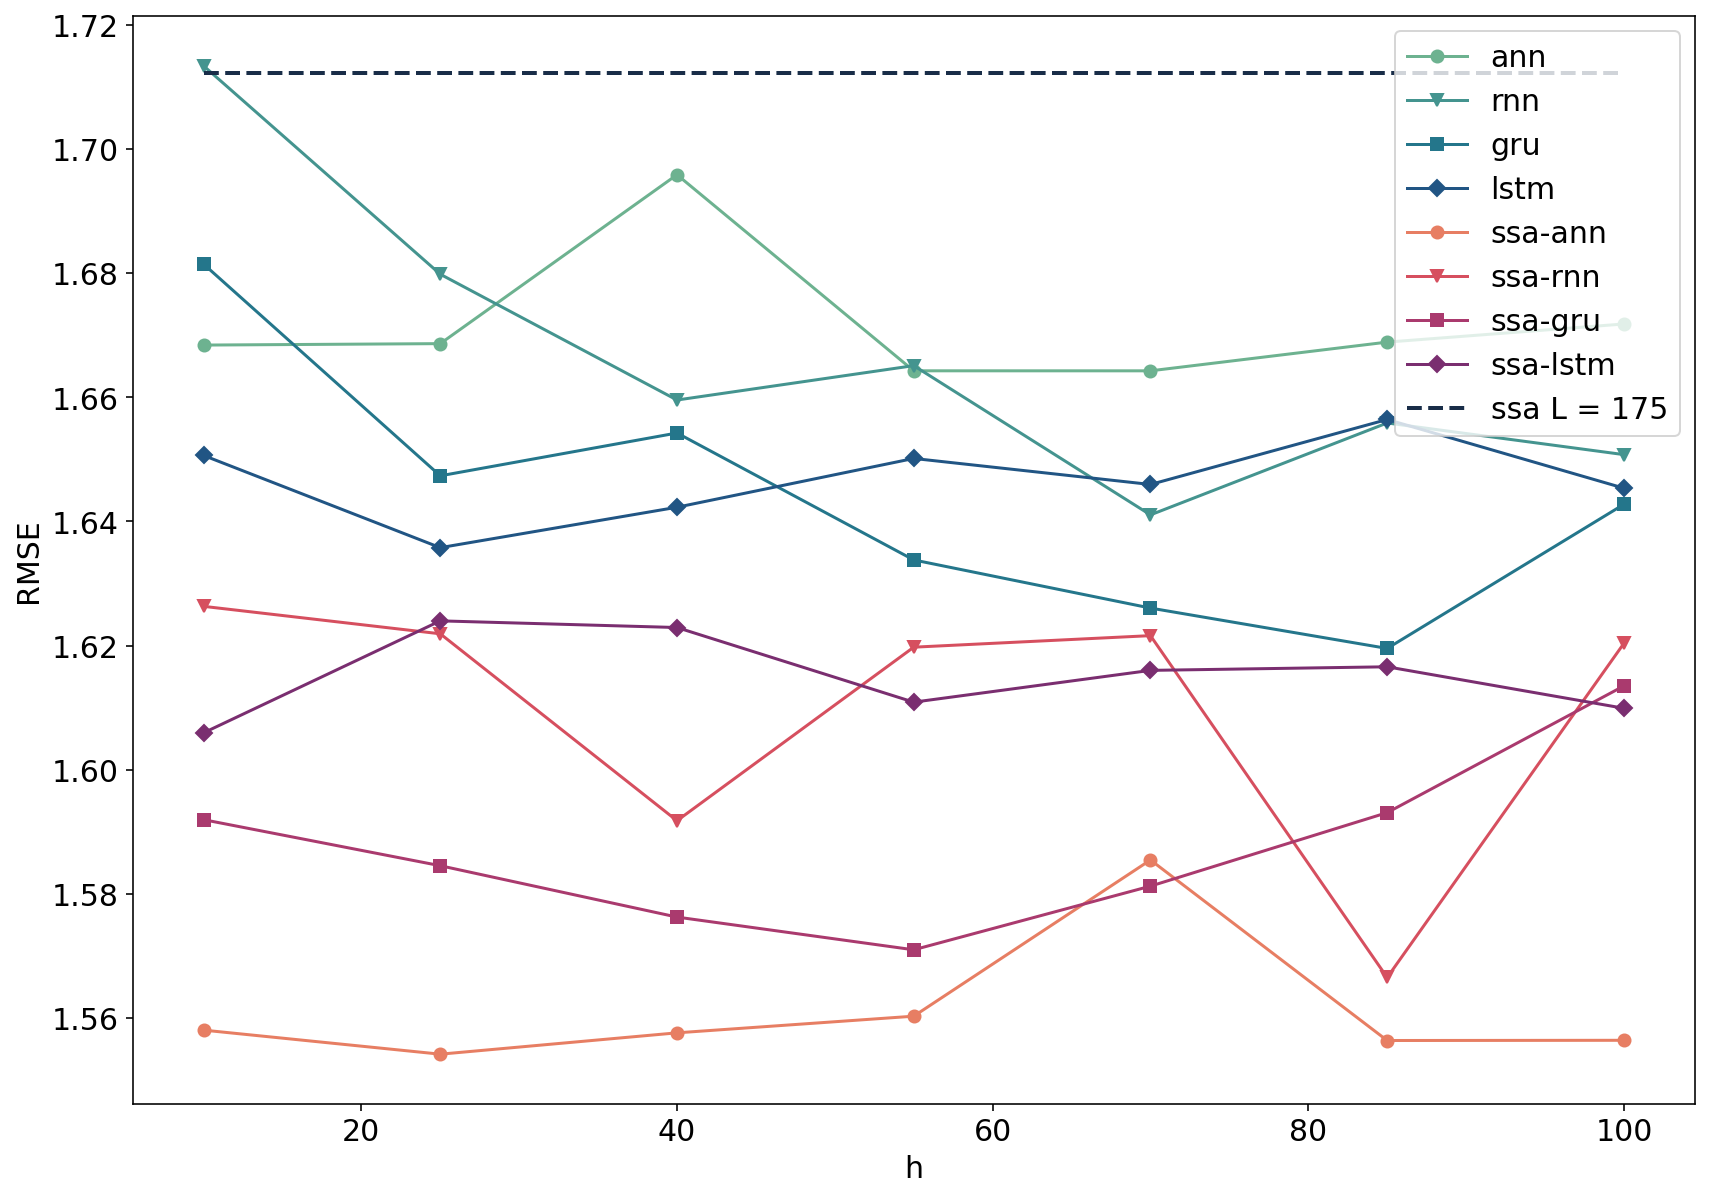 1.72
1.70
1.68
1.66
1.64
1.62
1.60
1.58
1.56
RMSE
20
40
60
80
100
h
ann
rnn
gru
lstm
ssa-ann
ssa-rnn
ssa-gru
ssa-lstm
ssa L = 175